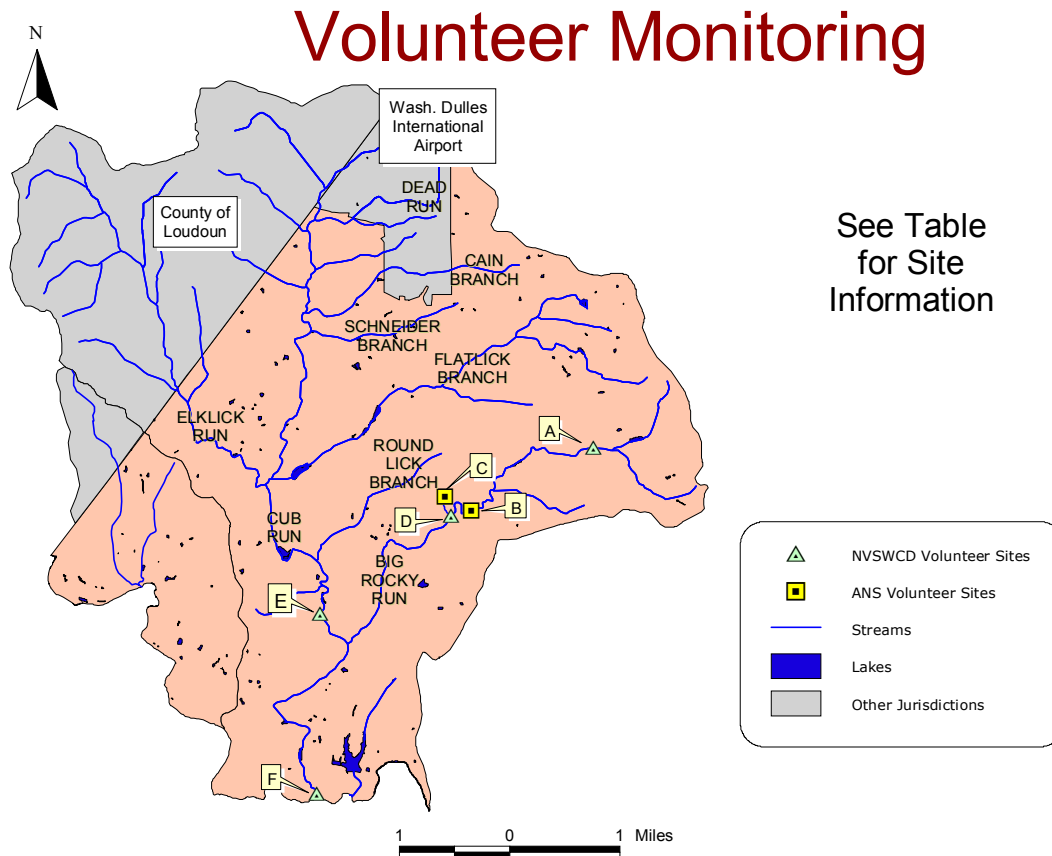 Volunteer Monitoring
N
Wash. Dulles
International
Airport
County of
Loudoun
See Table
for Site
Information
DEAD
RUN
CAIN
BRANCH
SCHNEIDER
BRANCH
FLATLICK
BRANCH
ELKLICK
RUN
ROUND
LICK
BRANCH
A
C
B
D
CUB
RUN
BIG
ROCKY
RUN
E
F
NVSWCD Volunteer Sites
ANS Volunteer Sites
Streams
Lakes
Other Jurisdictions
1 0 1 Miles